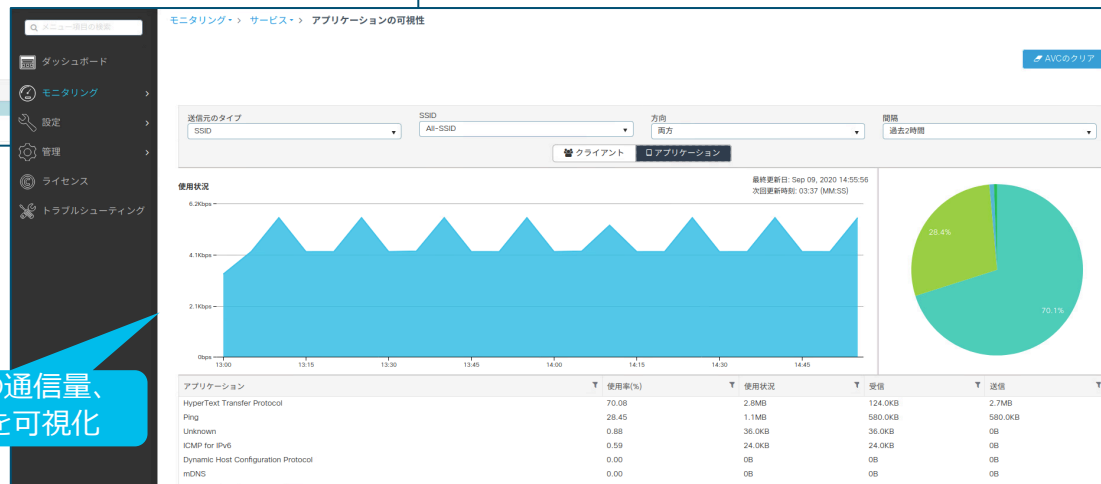 メニュー項目の検索
ダッシュボード
モニタリング
設定
管理
ライセンス
トラブルシューティング
通信量、
を可視化
モニタリング > サービス > アプリケーションの可視性
AVCのクリア
送信元のタイプ SSID 方向 間隔
SSID All-SSID 両方 過去2時間
クライアント アプリケーション
使用状況
最終更新日: Sep 09, 2020 14:55:56
次回更新時刻: 03:37 (MM:SS)
6.2Kbps
4.1Kbps
2.1Kbps
0bps
13:00 13:15 13:30 13:45 14:00 14:15 14:30 14:45
28.4%
70.1%
アプリケーション 使用率(%) 使用状況 受信 送信
HyperText Transfer Protocol 70.08 2.8MB 124.0KB 2.7MB
Ping 28.45 1.1MB 580.0KB 580.0KB
Unknown 0.88 36.0KB 36.0KB 0B
ICMP for IPv6 0.59 24.0KB 24.0KB 0B
Dynamic Host Configuration Protocol 0.00 0B 0B 0B
mDNS 0.00 0B 0B 0B